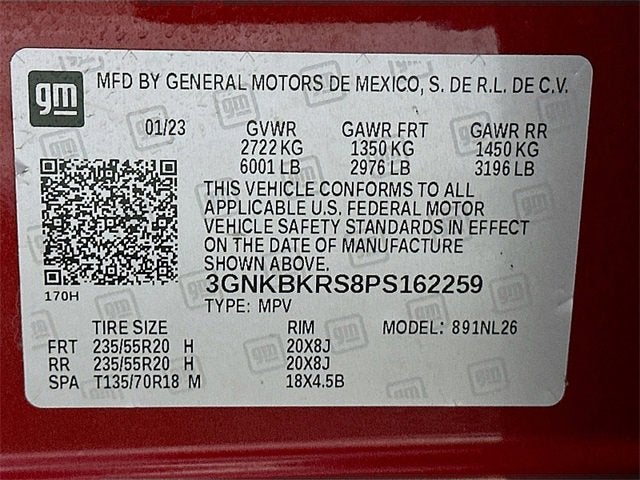 gm MFD BY GENERAL MOTORS DE MEXICO, S. DE R.L. DE C.V.
01/23 GVWR GAWR FRT GAWR RR
2722 KG 1350 KG 1450 KG
6001 LB 2976 LB 3196 LB
THIS VEHICLE CONFORMS TO ALL
APPLICABLE U.S. FEDERAL MOTOR
VEHICLE SAFETY STANDARDS IN EFFECT
ON THE DATE OF MANUFACTURE
SHOWN ABOVE.
170H
3GNKBKRS8PS162259
TYPE: MPV
TIRE SIZE RIM MODEL: 891NL26
FRT 235/55R20 H 20X8J
RR 235/55R20 H 20X8J
SPA T135/70R18 M 18X4.5B